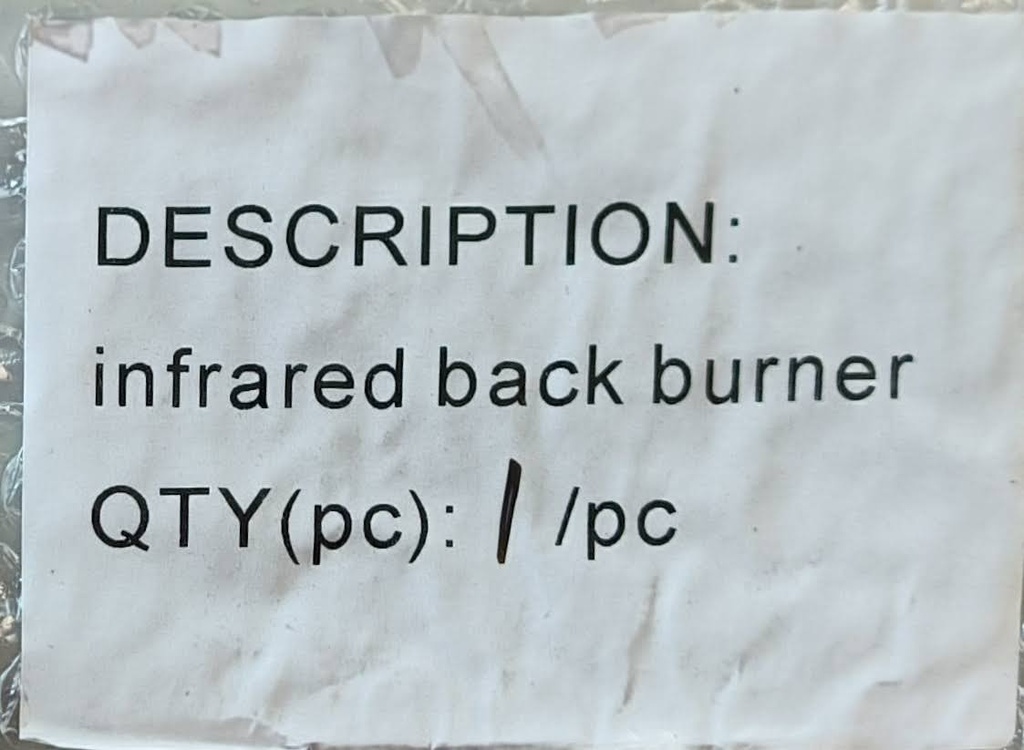 DESCRIPTION:
infrared back burner
QTY(pc): 1 /pc